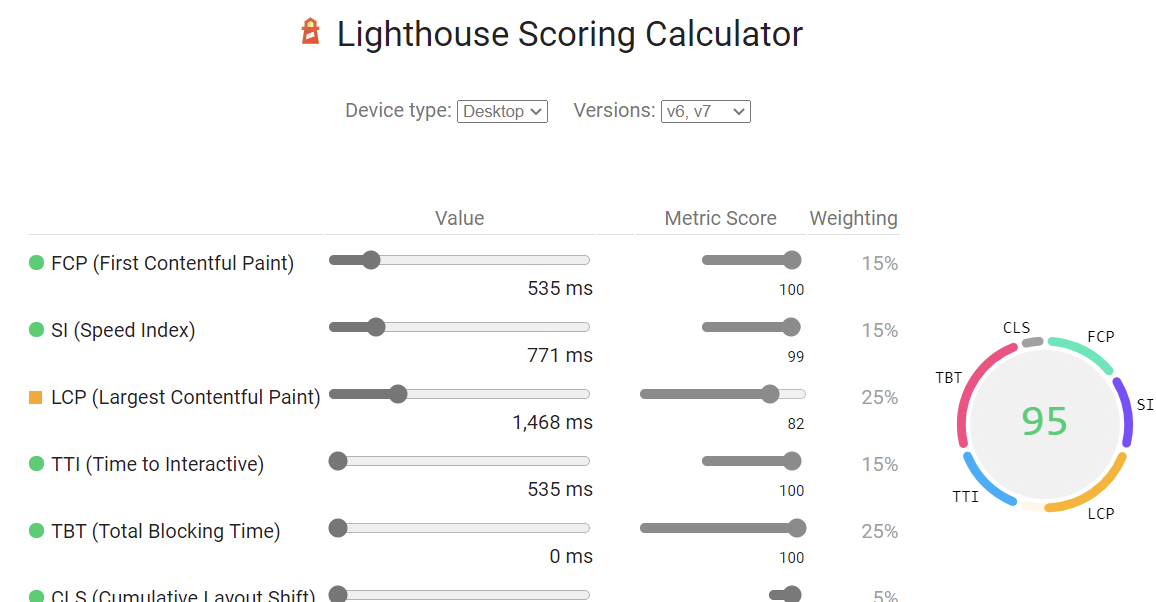 Lighthouse Scoring Calculator
Device type: Desktop Versions: v6, v7
Value Metric Score Weighting
FCP (First Contentful Paint) 15%
535 ms 100
SI (Speed Index) 15%
771 ms 99
LCP (Largest Contentful Paint) 25%
1,468 ms 82
TTI (Time to Interactive) 15%
535 ms 100
TBT (Total Blocking Time) 25%
0 ms 100
CLS (Cumulative Layout Shift) 5%
CLS
FCP
TBT
SI
95
TTI
LCP